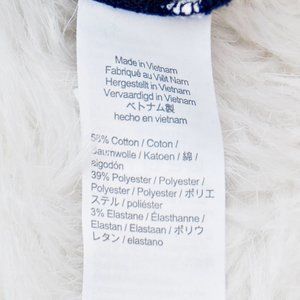 Made in Vietnam
Fabriqué au Viêt Nam
Hergestellt in Vietnam
Vervaardigd in Vietnam
ベトナム製
hecho en vietnam
58% Cotton / Coton /
Baumwolle / Katoen / 綿 /
algodón
39% Polyester / Polyester /
Polyester / Polyester / ポリエ
ステル / poliéster
3% Elastane / Élasthanne /
Elastan / Elastaan / ポリウ
レタン / elastano